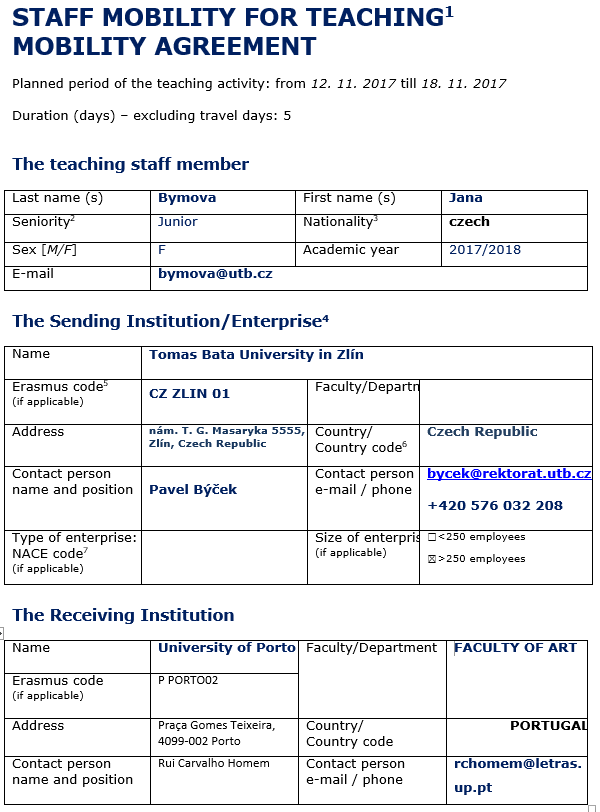 STAFF MOBILITY FOR TEACHING1
MOBILITY AGREEMENT
Planned period of the teaching activity: from 12. 11. 2017 till 18. 11. 2017
Duration (days) – excluding travel days: 5
The teaching staff member
Last name (s) Bymova First name (s) Jana
Seniority2 Junior Nationality3 czech
Sex [M/F] F Academic year 2017/2018
E-mail bymova@utb.cz
The Sending Institution/Enterprise4
Name Tomas Bata University in Zlín
Erasmus code5
(if applicable)
CZ ZLIN 01
Faculty/Departn
Address
nám. T. G. Masaryka 5555,
Zlín, Czech Republic
Country/
Country code6
Czech Republic
Contact person
name and position
Pavel Býček
Contact person
e-mail / phone
bycek@rektorat.utb.cz
+420 576 032 208
Type of enterprise:
NACE code7
(if applicable)
Size of enterpris
(if applicable)
☐<250 employees
☒>250 employees
The Receiving Institution
Name University of Porto Faculty/Department FACULTY OF ART
Erasmus code
(if applicable)
P PORTO02
Address
Praça Gomes Teixeira,
4099-002 Porto
Country/
Country code
PORTUGAL
Contact person
name and position
Rui Carvalho Homem
Contact person
e-mail / phone
rchomem@letras.
up.pt